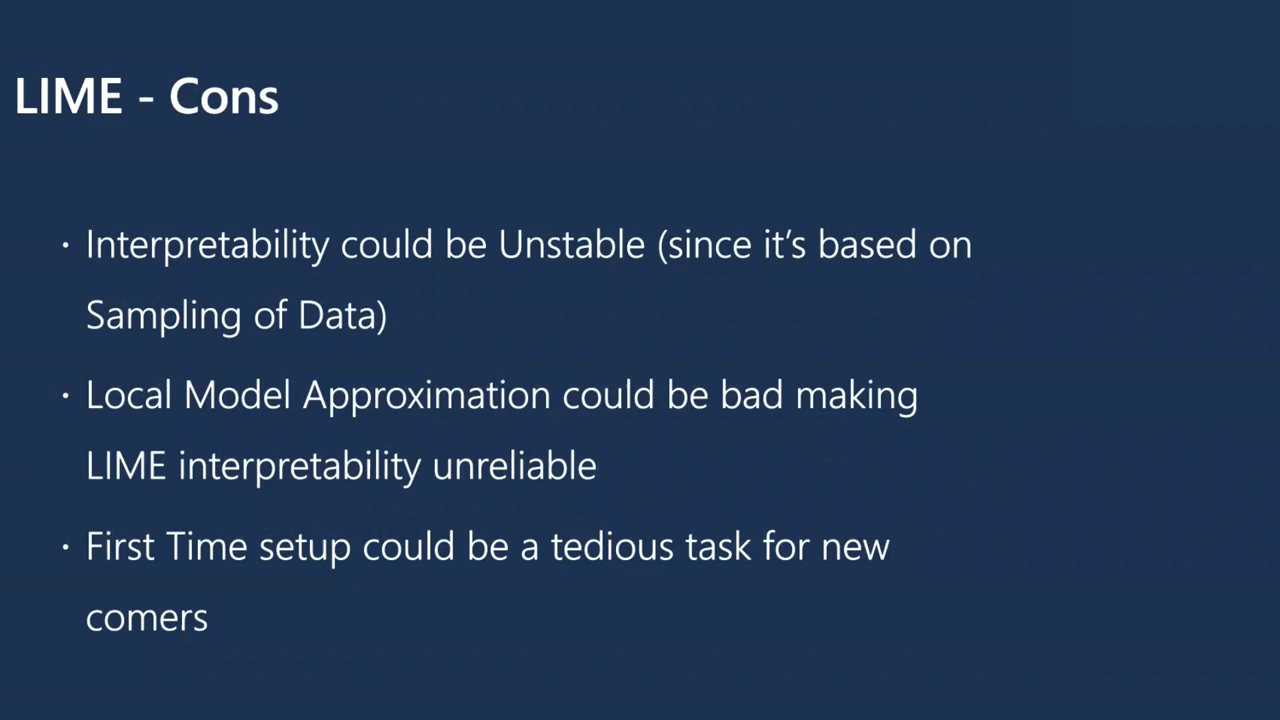 LIME - Cons
· Interpretability could be Unstable (since it’s based on
Sampling of Data)
· Local Model Approximation could be bad making
LIME interpretability unreliable
· First Time setup could be a tedious task for new
comers